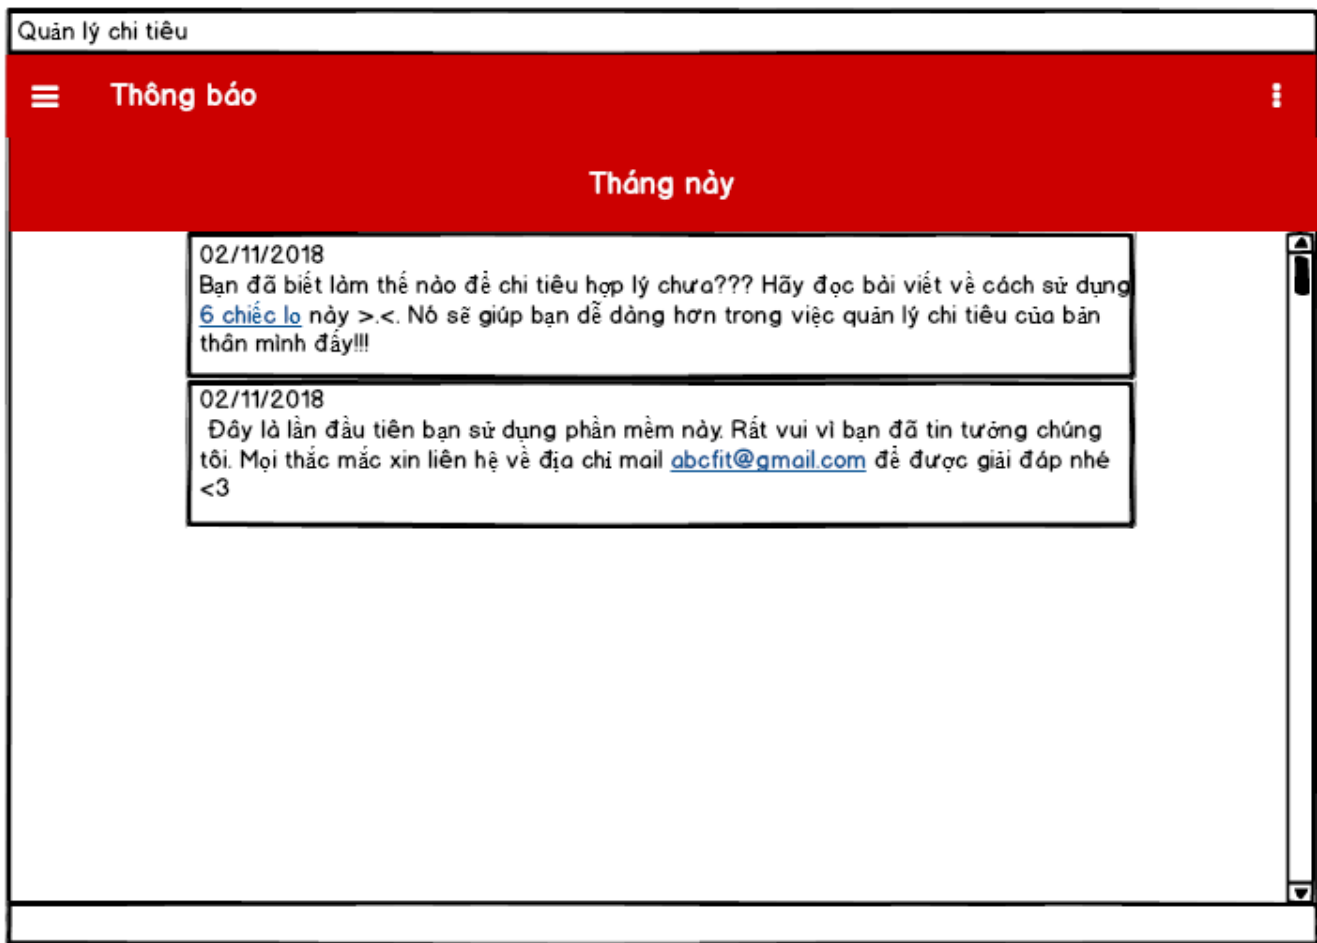 Quản lý chi tiêu
Thông báo
Tháng này
02/11/2018
Bạn đã biết làm thế nào để chi tiêu hợp lý chưa??? Hãy đọc bài viết về cách sử dụng
6 chiếc lọ này >.<. Nó sẽ giúp bạn dễ dàng hơn trong việc quản lý chi tiêu của bản
thân mình đấy!!!
02/11/2018
Đây là lần đầu tiên bạn sử dụng phần mềm này. Rất vui vì bạn đã tin tưởng chúng
tôi. Mọi thắc mắc xin liên hệ về địa chỉ mail abcfit@gmail.com để được giải đáp nhé
<3